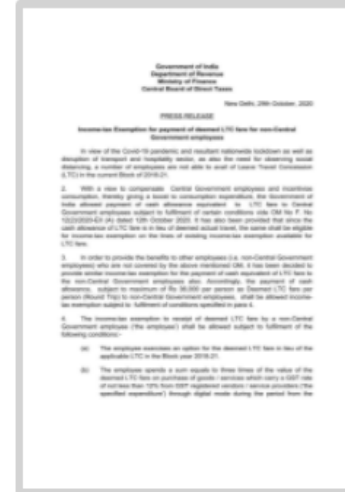 Government of India
Department of Revenue
Ministry of Finance
Central Board of Direct Taxes
New Delhi, 29th October, 2020
PRESS RELEASE
Income-tax Exemption for payment of deemed LTC fare for non-Central
Government employees
In view of the Covid-19 pandemic and resultant nationwide lockdown as well as
disruption of transport and hospitality sector, as also the need for observing social
distancing, a number of employees are not able to avail of Leave Travel Concession
(LTC) in the current Block of 2018-21.
2. With a view to compensate Central Government employees and incentivise
consumption, thereby giving a boost to consumption expenditure, the Government of
India allowed payment of cash allowance equivalent to LTC fare to Central
Government employees subject to fulfilment of certain conditions vide OM No F. No
12(2)/2020-EII (A) dated 12th October 2020. It has also been provided that since the
cash allowance of LTC fare is in lieu of deemed actual travel, the same shall be eligible
for income-tax exemption on the lines of existing income-tax exemption available for
LTC fare.
3. In order to provide the benefits to other employees (i.e. non-Central Government
employees) who are not covered by the above mentioned OM, it has been decided to
provide similar income-tax exemption for the payment of cash equivalent of LTC fare to
the non-Central Government employees also. Accordingly, the payment of cash
allowance, subject to maximum of Rs 36,000 per person as Deemed LTC fare per
person (Round Trip) to non-Central Government employees, shall be allowed income-
tax exemption subject to fulfilment of conditions specified in para 4.
4. The income-tax exemption to receipt of deemed LTC fare by a non-Central
Government employee ('the employee') shall be allowed subject to fulfilment of the
following conditions:-
(a) The employee exercises an option for the deemed LTC fare in lieu of the
applicable LTC in the Block year 2018-21.
(b) The employee spends a sum equals to three times of the value of the
deemed LTC fare on purchase of goods / services which carry a GST rate
of not less than 12% from GST registered vendors / service providers ('the
specified expenditure') through digital mode during the period from the